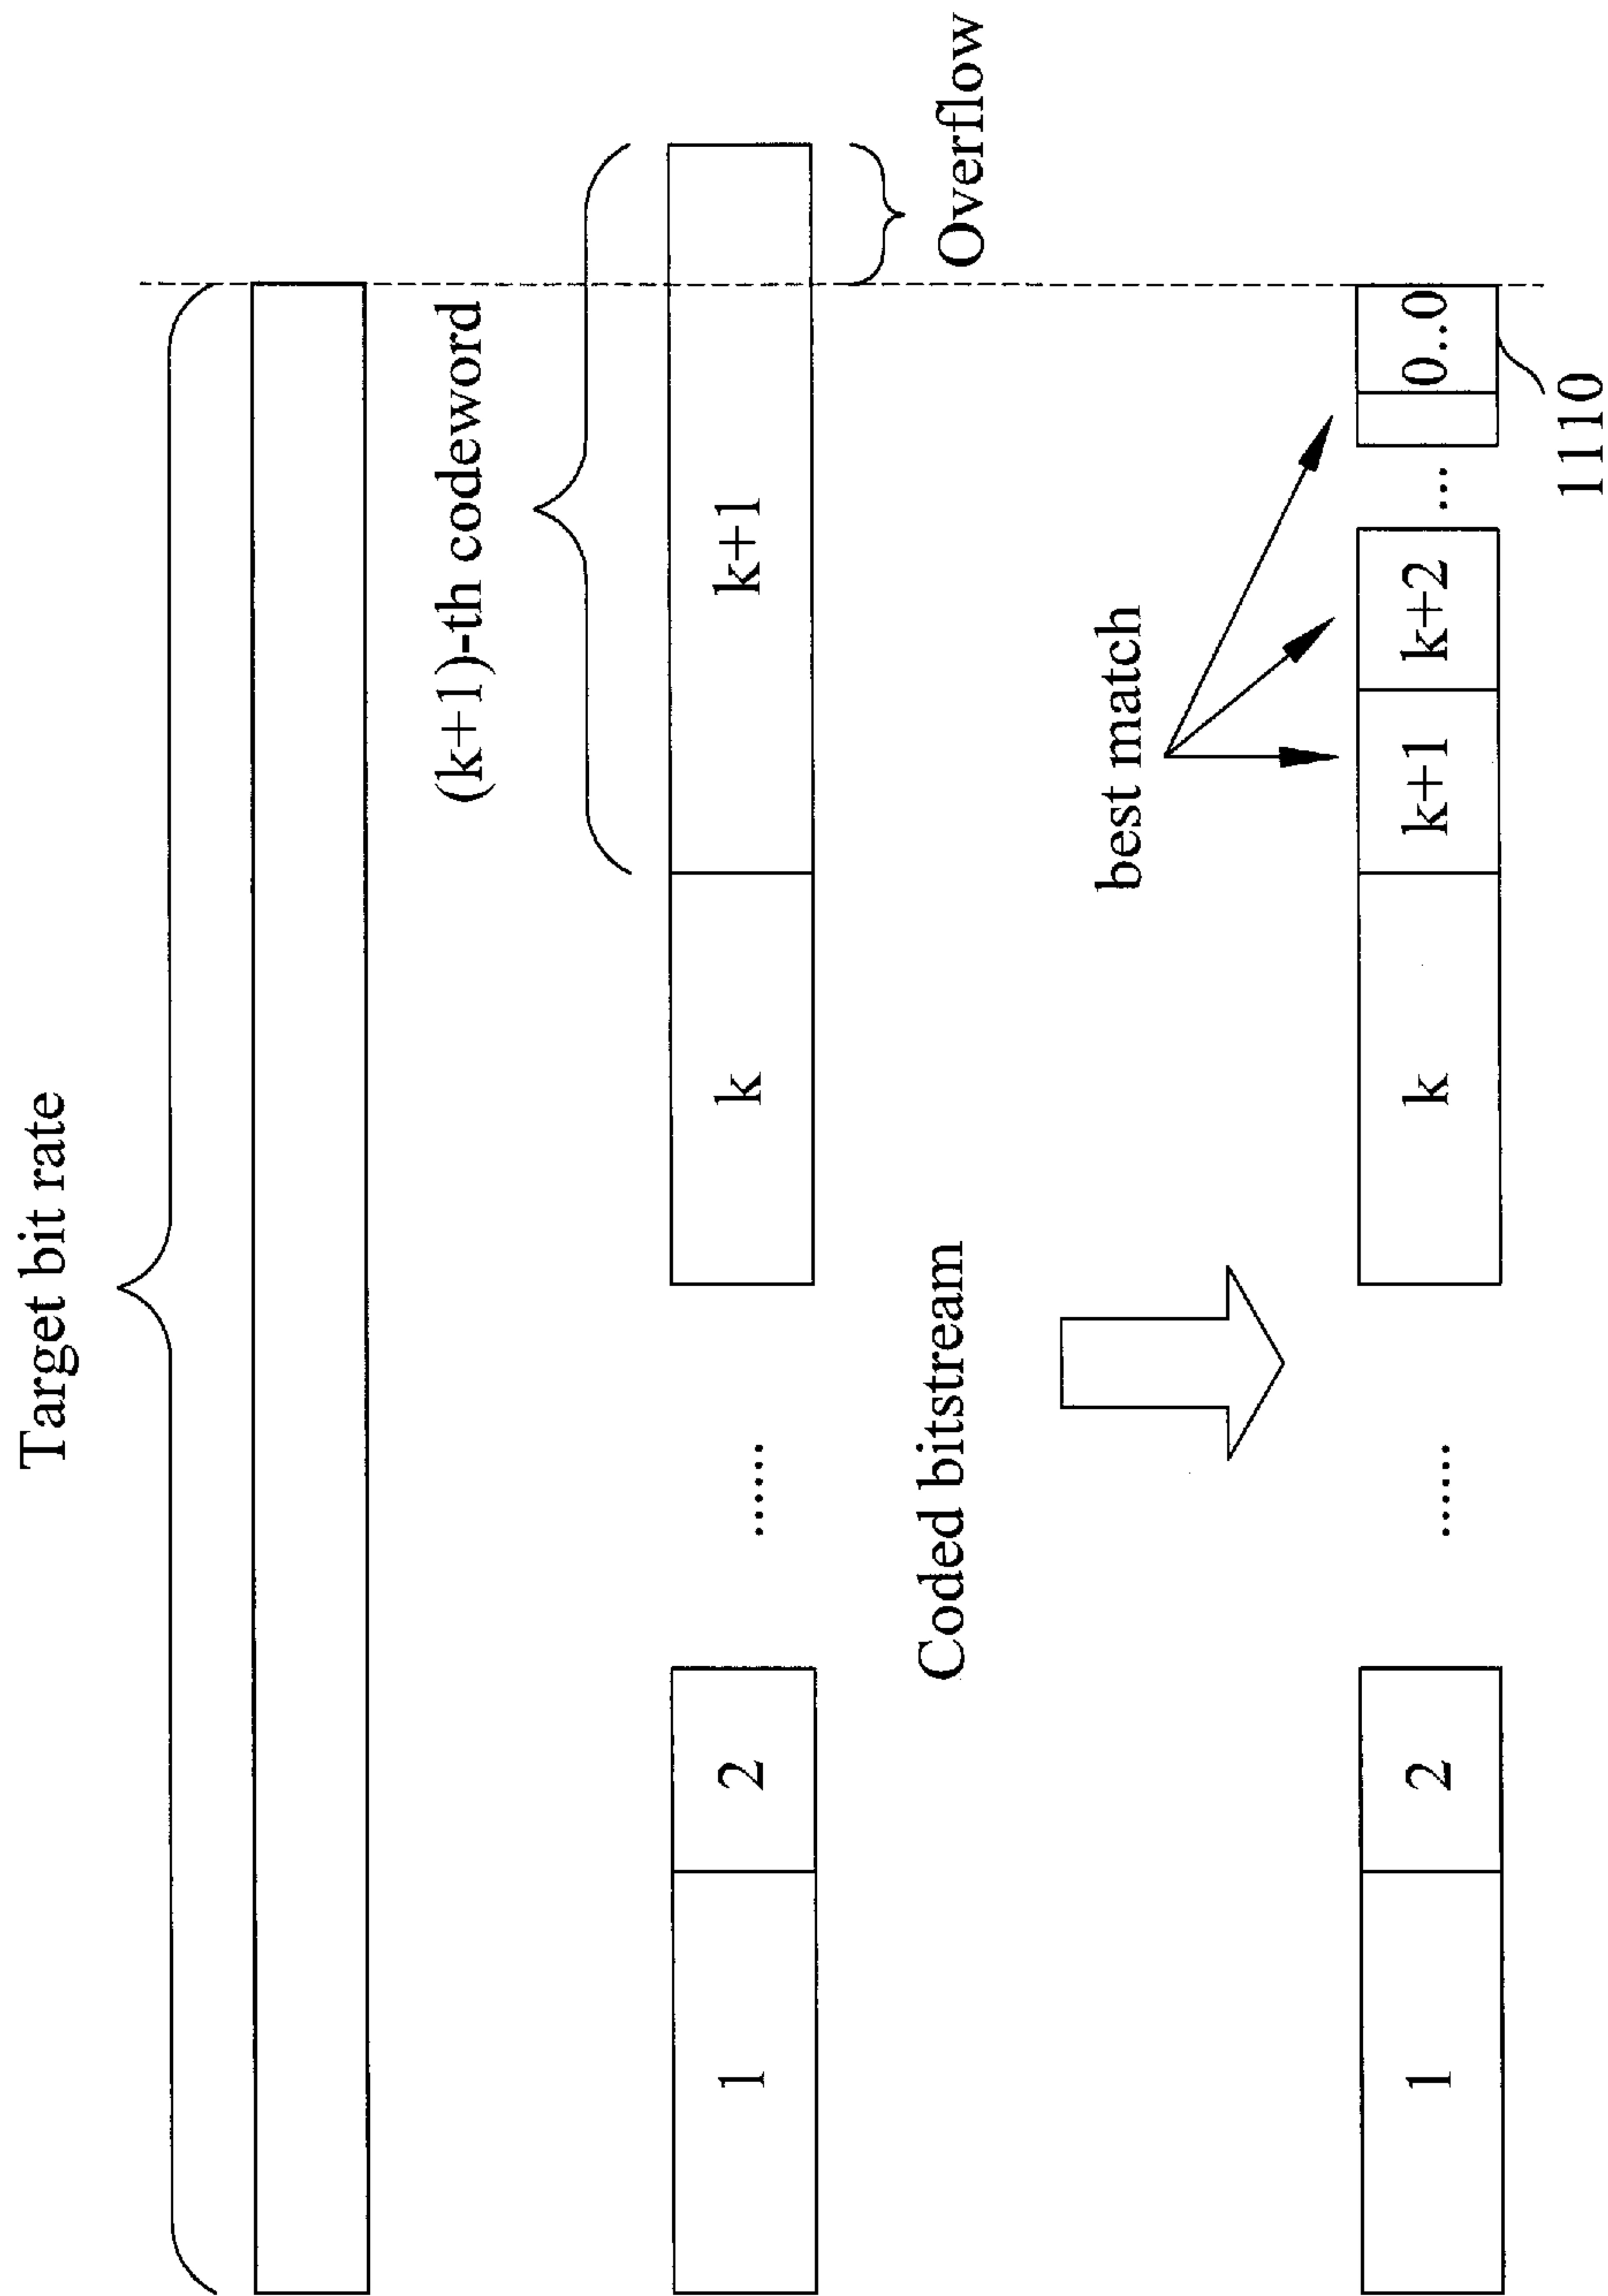 Target bit rate
(k+1)-th codeword
1 2 ...... k k+1
Overflow
Coded bitstream
best match
1 2 ...... k k+1 k+2 ... 0..0
1110